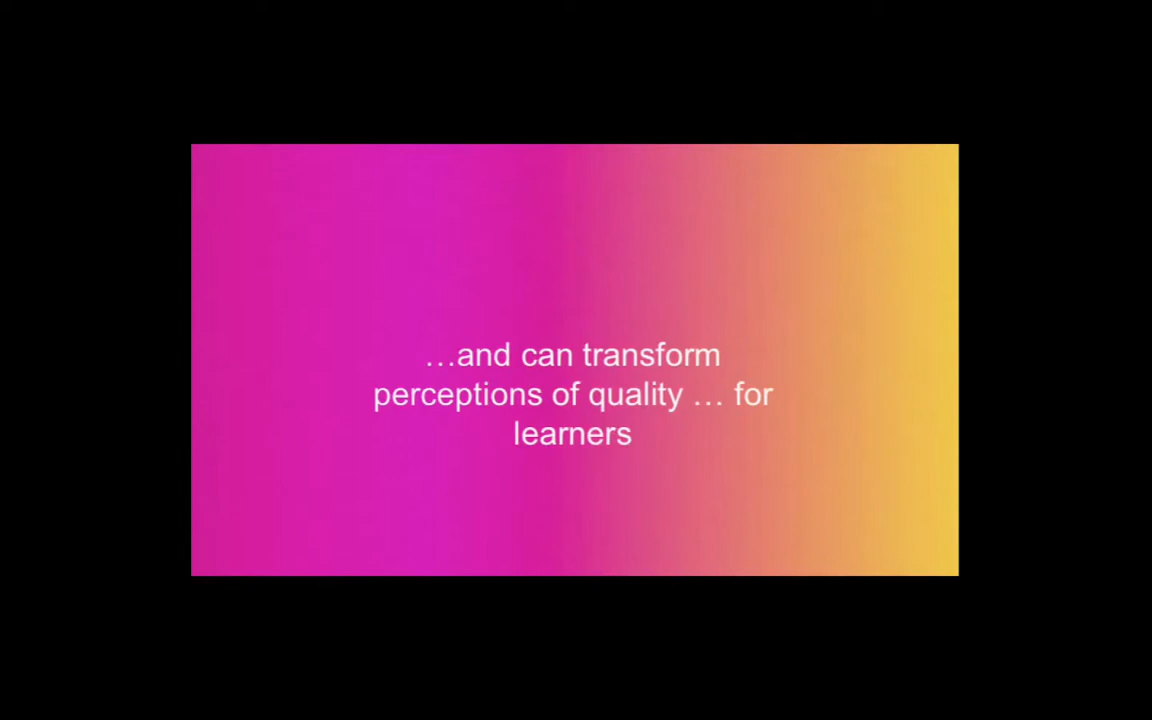 …and can transform
perceptions of quality … for
learners